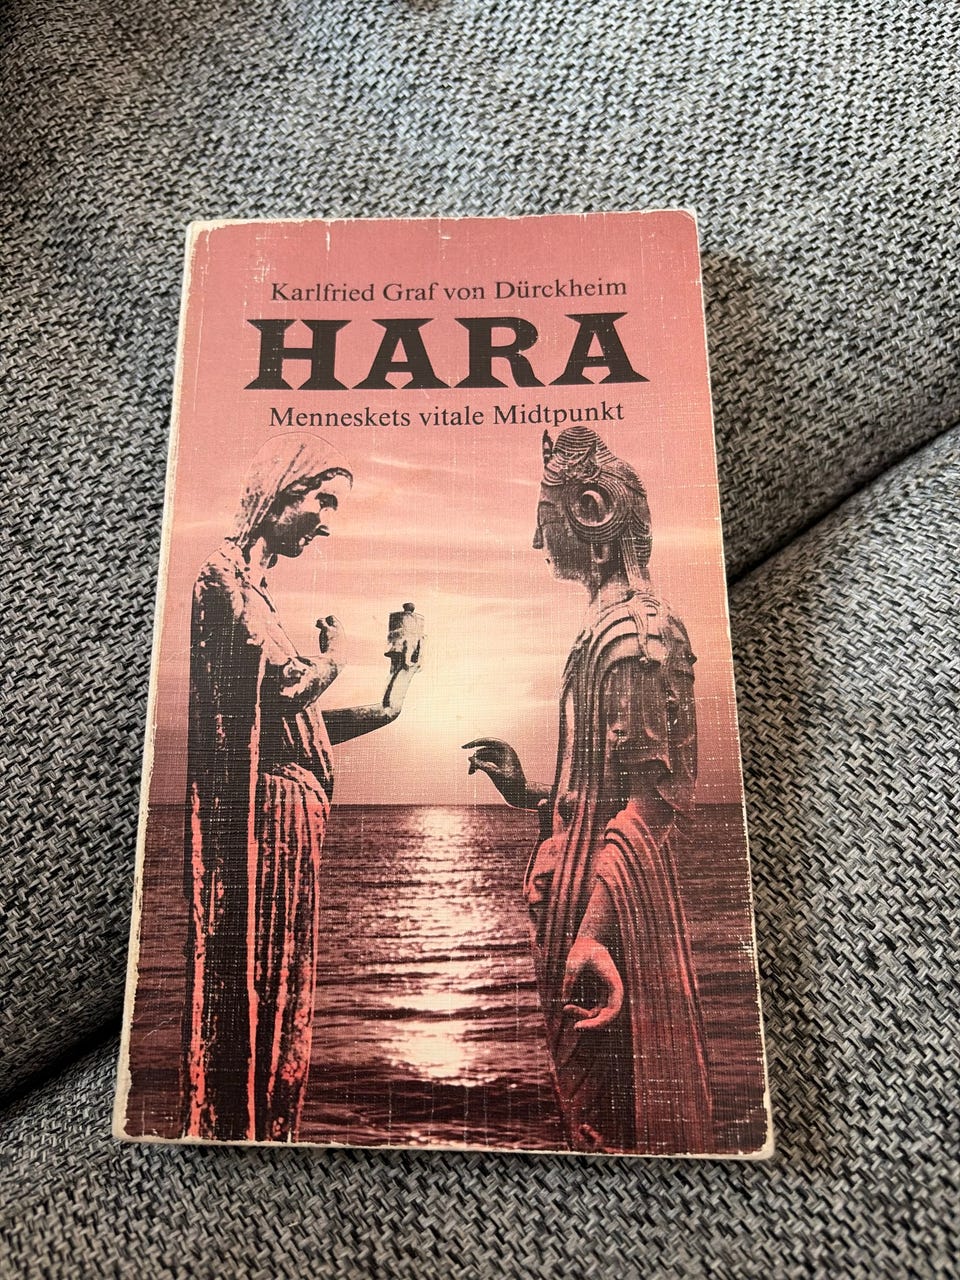 Karlfried Graf von Dürckheim
HARA
Menneskets vitale Midtpunkt